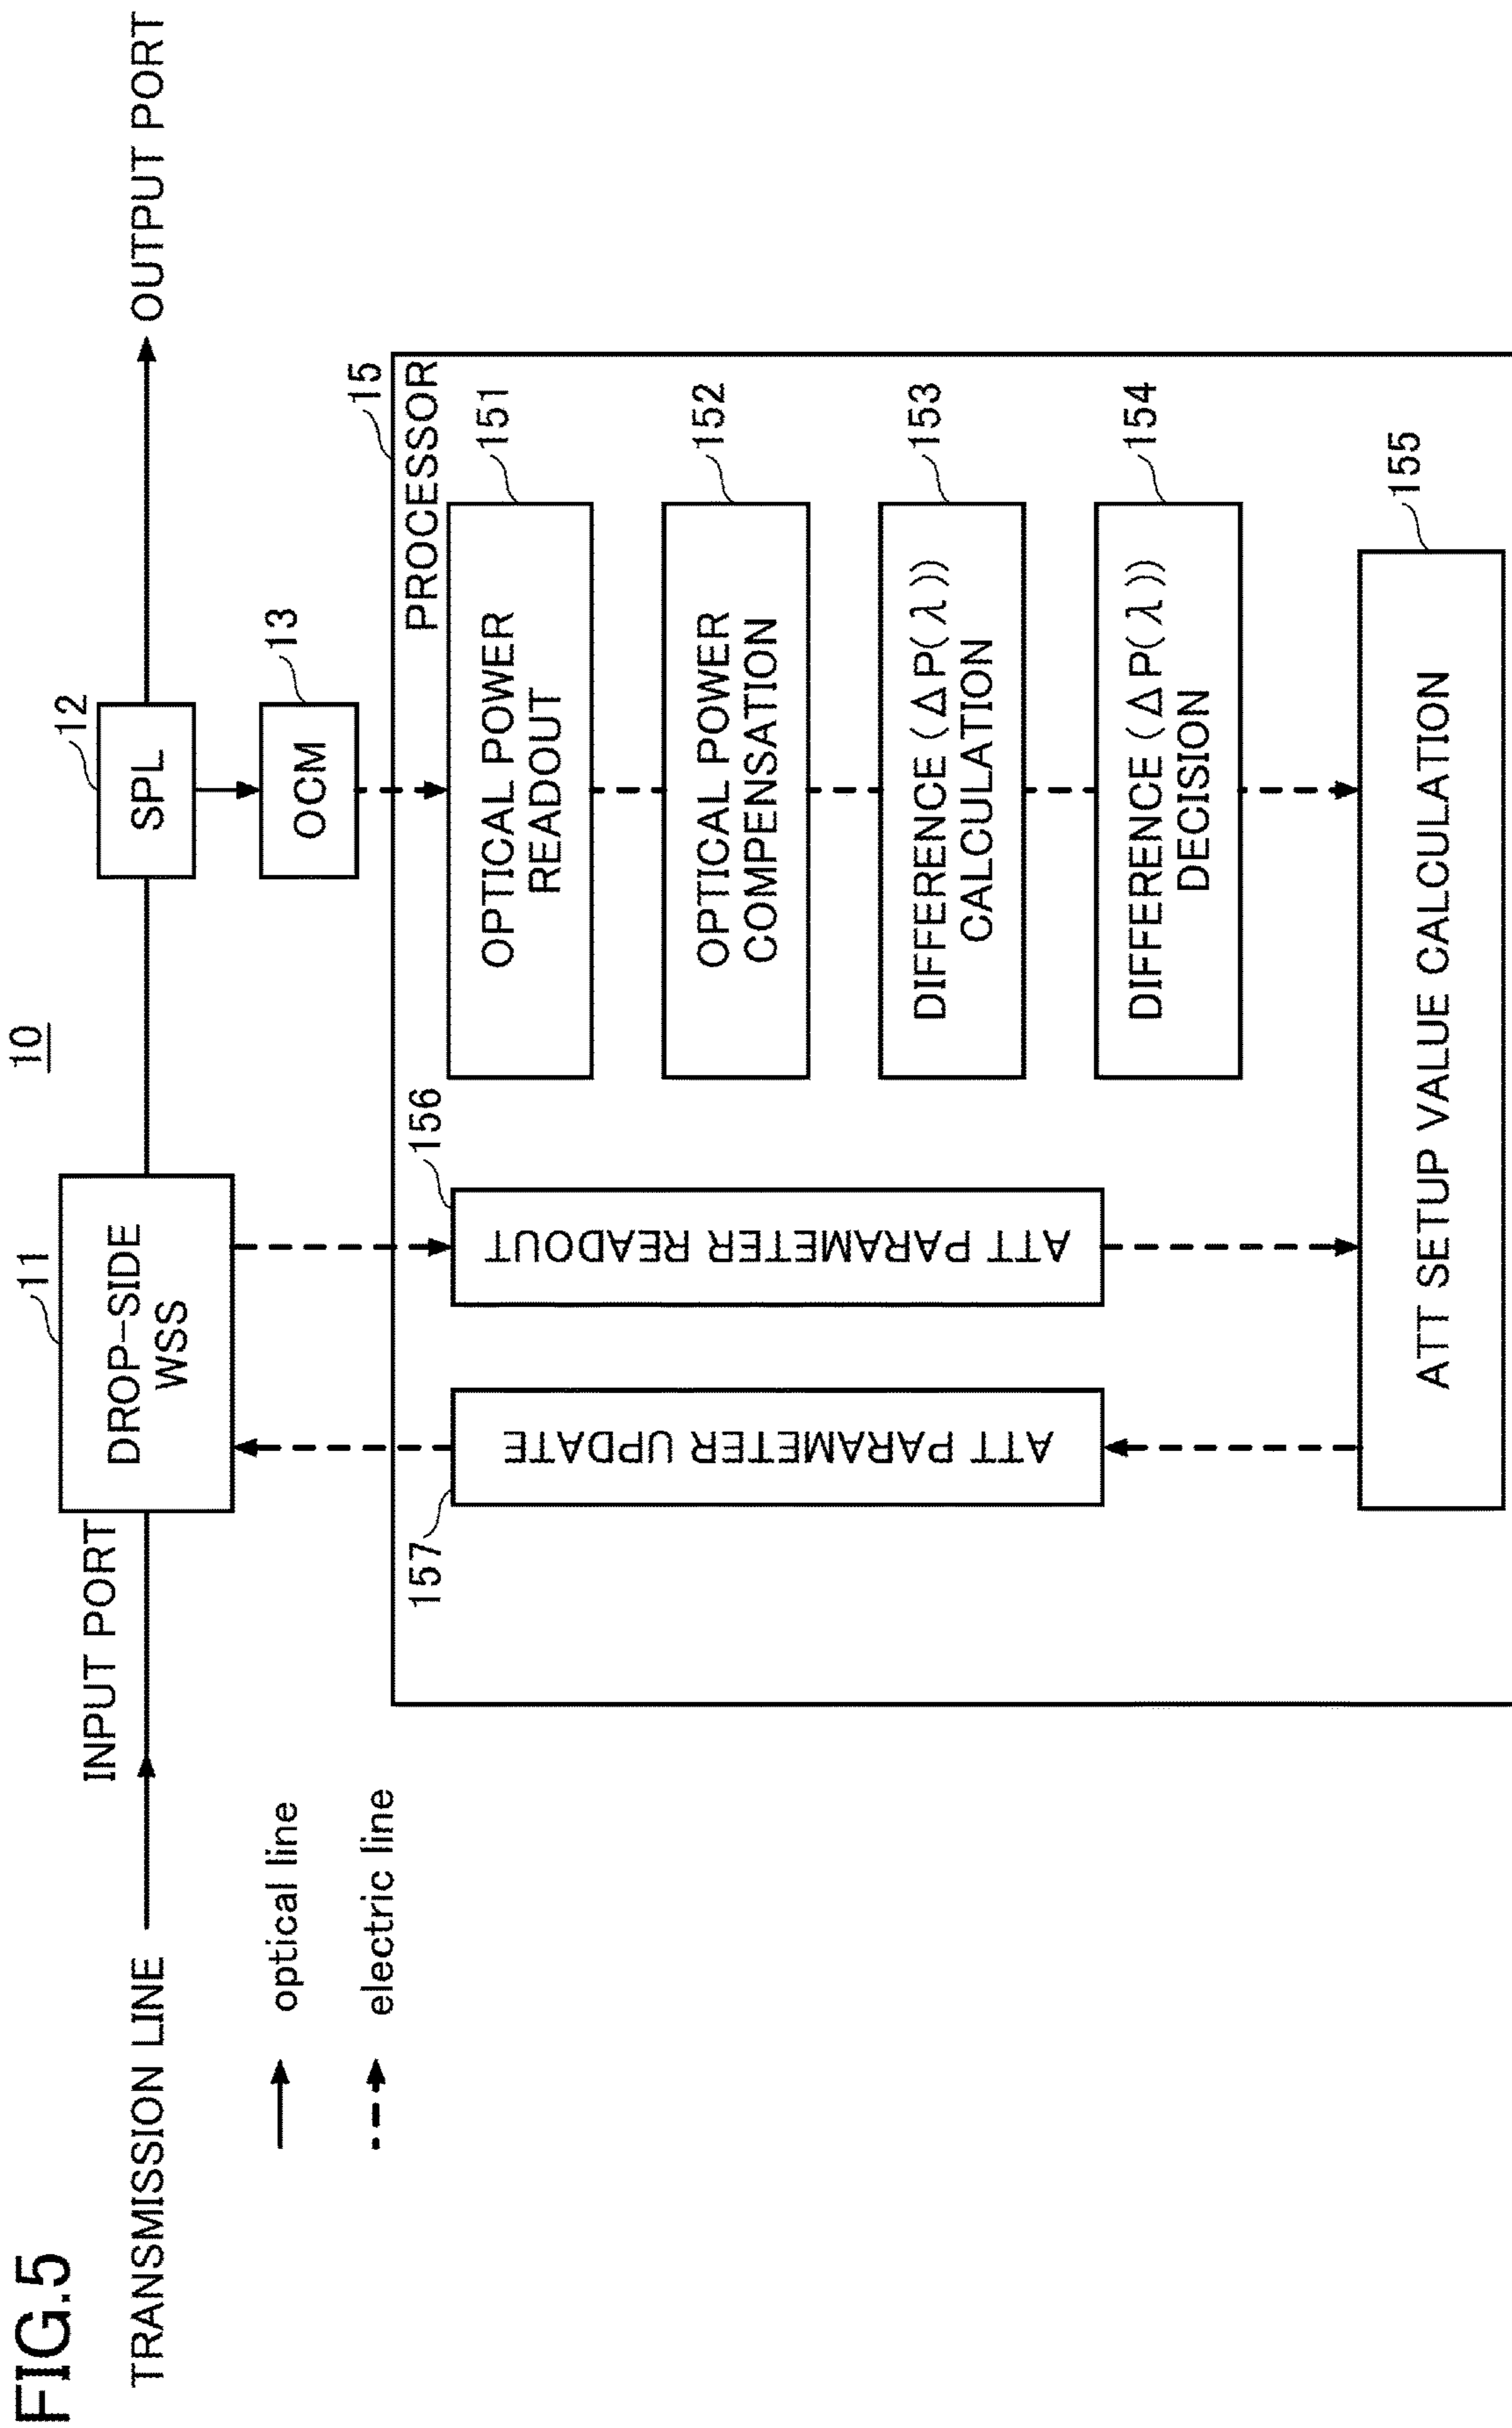 FIG.5
10
TRANSMISSION LINE
INPUT PORT
11
DROP-SIDE
WSS
12
SPL
OUTPUT PORT
13
OCM
optical line
electric line
15
PROCESSOR
157
ATT PARAMETER UPDATE
156
ATT PARAMETER READOUT
151
OPTICAL POWER
READOUT
152
OPTICAL POWER
COMPENSATION
153
DIFFERENCE (ΔP(λ))
CALCULATION
154
DIFFERENCE (ΔP(λ))
DECISION
155
ATT SETUP VALUE CALCULATION